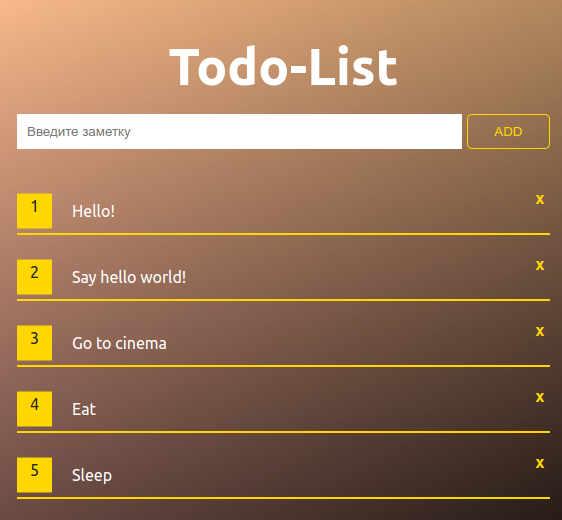 Todo-List
Введите заметку
ADD
1 Hello! x
2 Say hello world! x
3 Go to cinema x
4 Eat x
5 Sleep x